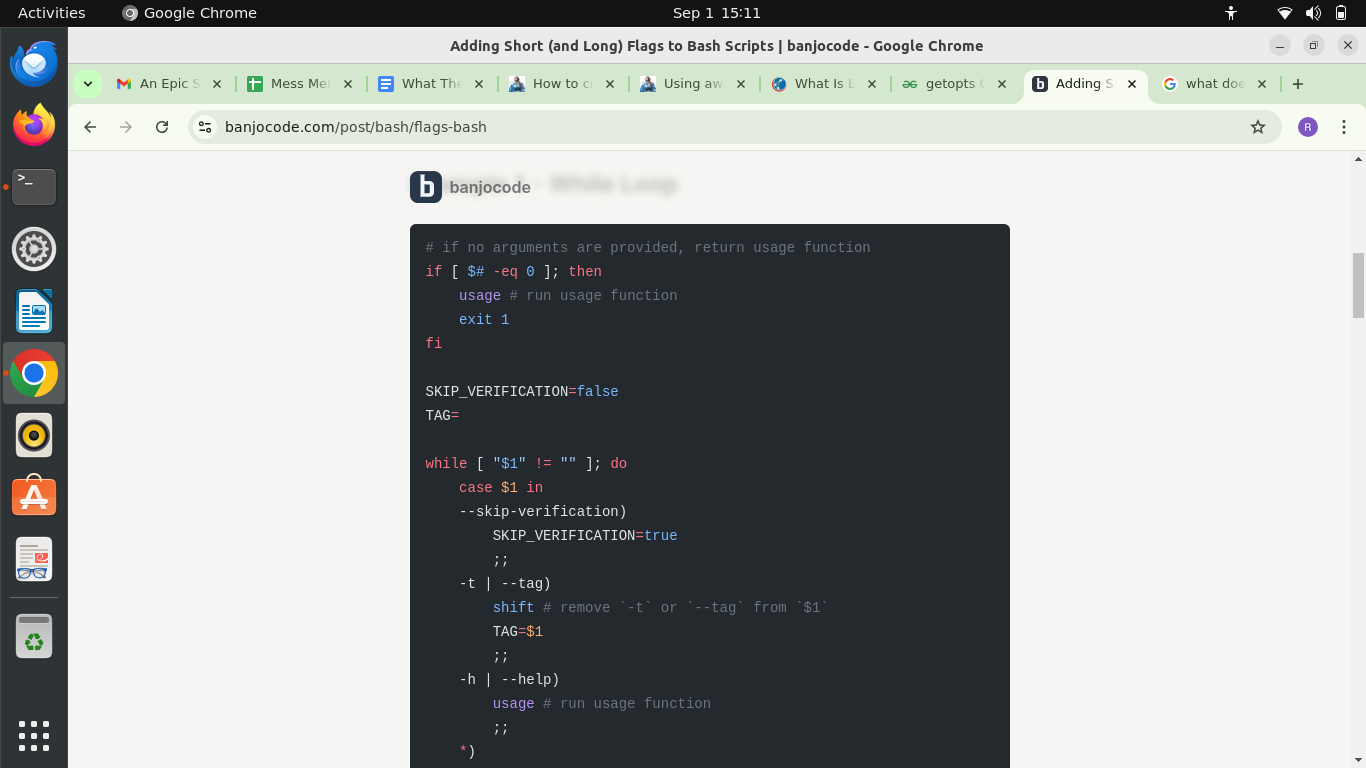 Activities
Google Chrome
Sep 1 15:11
Adding Short (and Long) Flags to Bash Scripts | banjocode - Google Chrome
An Epic S
Mess Mer
What The
How to cr
Using aw
What Is L
getopts C
Adding S
what doe
banjocode.com/post/bash/flags-bash
R
- While Loop
banjocode
# if no arguments are provided, return usage function
if [ $# -eq 0 ]; then
    usage # run usage function
    exit 1
fi
SKIP_VERIFICATION=false
TAG=
while [ "$1" != "" ]; do
    case $1 in
    --skip-verification)
        SKIP_VERIFICATION=true
        ;;
    -t | --tag)
        shift # remove `-t` or `--tag` from `$1`
        TAG=$1
        ;;
    -h | --help)
        usage # run usage function
        ;;
    *)